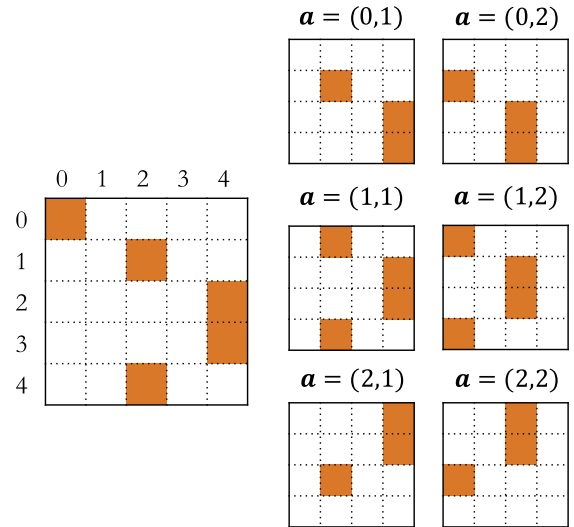 a = (0,1)
a = (0,2)
0 1 2 3 4
0
1
2
3
4
a = (1,1)
a = (1,2)
a = (2,1)
a = (2,2)